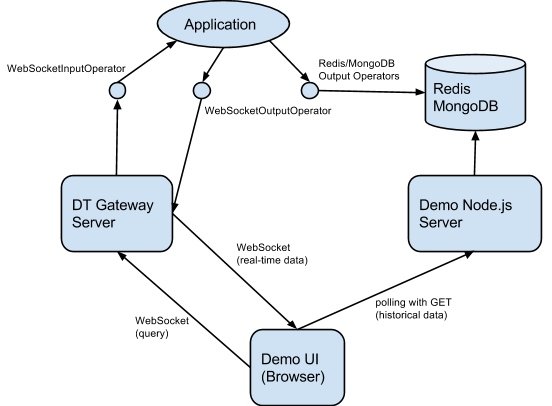 Application
WebSocketInputOperator
Redis/MongoDB
Output Operators
WebSocketOutputOperator
Redis
MongoDB
DT Gateway
Server
Demo Node.js
Server
WebSocket
(real-time data)
polling with GET
(historical data)
WebSocket
(query)
Demo UI
(Browser)